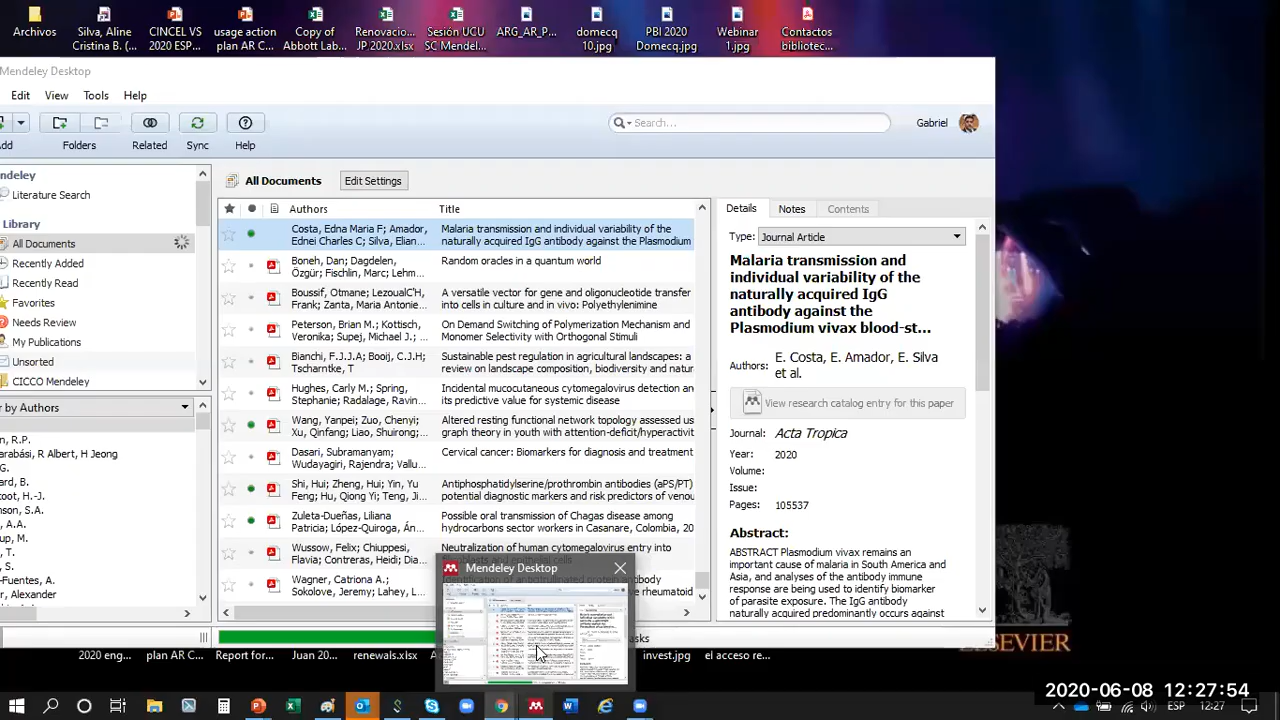 Archivos
Silva, Aline
Cristina B. (...
CINCEL VS
2020 ESP...
usage action
plan AR C...
Copy of
Abbott Lab...
Renovacio...
JP 2020.xlsx
Sesión UCU
SC Mendel...
ARG_AR_P...
domecq
10.jpg
PBI 2020
Domecq.jpg
Webinar
1.jpg
Contactos
bibliotec...
Mendeley Desktop
Edit View Tools Help
Add
Folders
Related
Sync
Help
Search...
Gabriel
Literature Search
Library
All Documents
Recently Added
Recently Read
Favorites
Needs Review
My Publications
Unsorted
CICCO Mendeley
by Authors
n, R.P.
arabási, R Albert, H Jeong
G.
ard, B.
oot, H.-J.
nson, S.A.
, A.A.
, D.
up, M.
S.
-Fuentes, A.
, E.
All Documents
Edit Settings
Authors
Title
Costa, Edna Maria F; Amador,
Ednei Charles C; Silva, Elian...
Malaria transmission and individual variability of the
naturally acquired IgG antibody against the Plasmodium
Boneh, Dan; Dagdelen,
Özgür; Fischlin, Marc; Lehm...
Random oracles in a quantum world
Boussif, Otmane; LezoualC'H,
Frank; Zanta, Maria Antonie...
A versatile vector for gene and oligonucleotide transfer
into cells in culture and in vivo: Polyethylenimine
Peterson, Brian M.; Kottisch,
Veronika; Supej, Michael J.; ...
On Demand Switching of Polymerization Mechanism and
Monomer Selectivity with Orthogonal Stimuli
Bianchi, F.J.J.A; Booij, C.J.H;
Tscharntke, T
Sustainable pest regulation in agricultural landscapes: a
review on landscape composition, biodiversity and natur
Hughes, Carly M.; Spring,
Stephanie; Radalage, Ravin...
Incidental mucocutaneous cytomegalovirus detection an
its predictive value for systemic disease
Wang, Yanpei; Zuo, Chenyi;
Xu, Qinfang; Liao, Shuirong;...
Altered resting functional network topology assessed us
graph theory in youth with attention-deficit/hyperactivit
Dasari, Subramanyam;
Wudayagiri, Rajendra; Vallu...
Cervical cancer: Biomarkers for diagnosis and treatment
Shi, Hui; Zheng, Hui; Yin, Yu
Feng; Hu, Qiong Yi; Teng, Ji...
Antiphosphatidylserine/prothrombin antibodies (aPS/PT)
potential diagnostic markers and risk predictors of venou
Zuleta-Dueñas, Liliana
Patricia; López-Quiroga, Án...
Possible oral transmission of Chagas disease among
hydrocarbons sector workers in Casanare, Colombia, 20
Wussow, Felix; Chiuppesi,
Flavia; Contreras, Heidi; Dia...
Neutralization of human cytomegalovirus entry into
Wagner, Catriona A.;
Sokolove, Jeremy; Lahey, L...
Details
Notes
Contents
Type: Journal Article
Malaria transmission and
individual variability of the
naturally acquired IgG
antibody against the
Plasmodium vivax blood-st...
Authors: E. Costa, E. Amador, E. Silva
et al.
View research catalog entry for this paper
Journal: Acta Tropica
Year: 2020
Volume:
Issue:
Pages: 105537
Abstract:
ABSTRACT Plasmodium vivax remains an
important cause of malaria in South America and
Asia, and analyses of the antibody immune
response are being used to identify biomarker
of parasite exposure. The IgG antibody
naturally acquired predominantly occurs against
Mendeley Desktop
ELSEVIER
2020-06-08 12:27:54
ESP
12:27